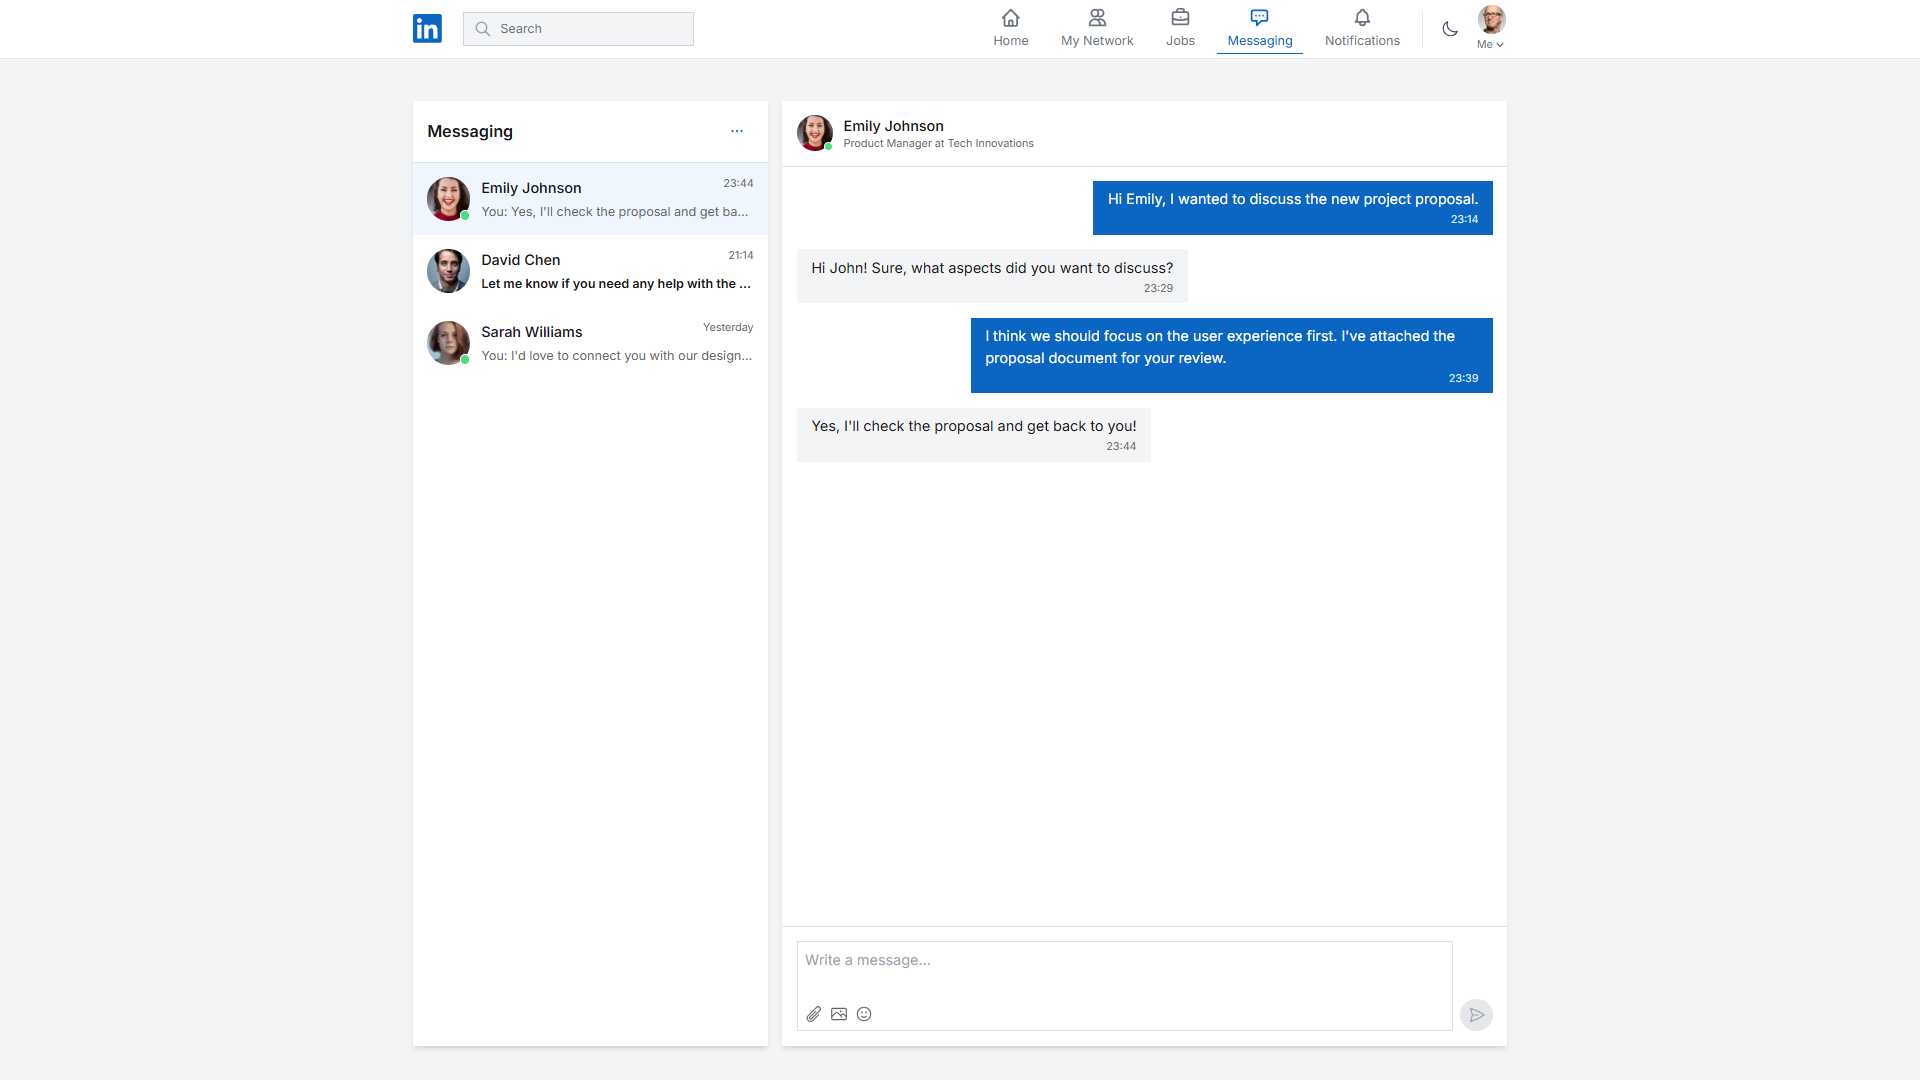 in
Search
Home
My Network
Jobs
Messaging
Notifications
Me
Messaging
Emily Johnson
23:44
You: Yes, I'll check the proposal and get ba...
David Chen
21:14
Let me know if you need any help with the ...
Sarah Williams
Yesterday
You: I'd love to connect you with our design...
Emily Johnson
Product Manager at Tech Innovations
Hi Emily, I wanted to discuss the new project proposal.
23:14
Hi John! Sure, what aspects did you want to discuss?
23:29
I think we should focus on the user experience first. I've attached the
proposal document for your review.
23:39
Yes, I'll check the proposal and get back to you!
23:44
Write a message...